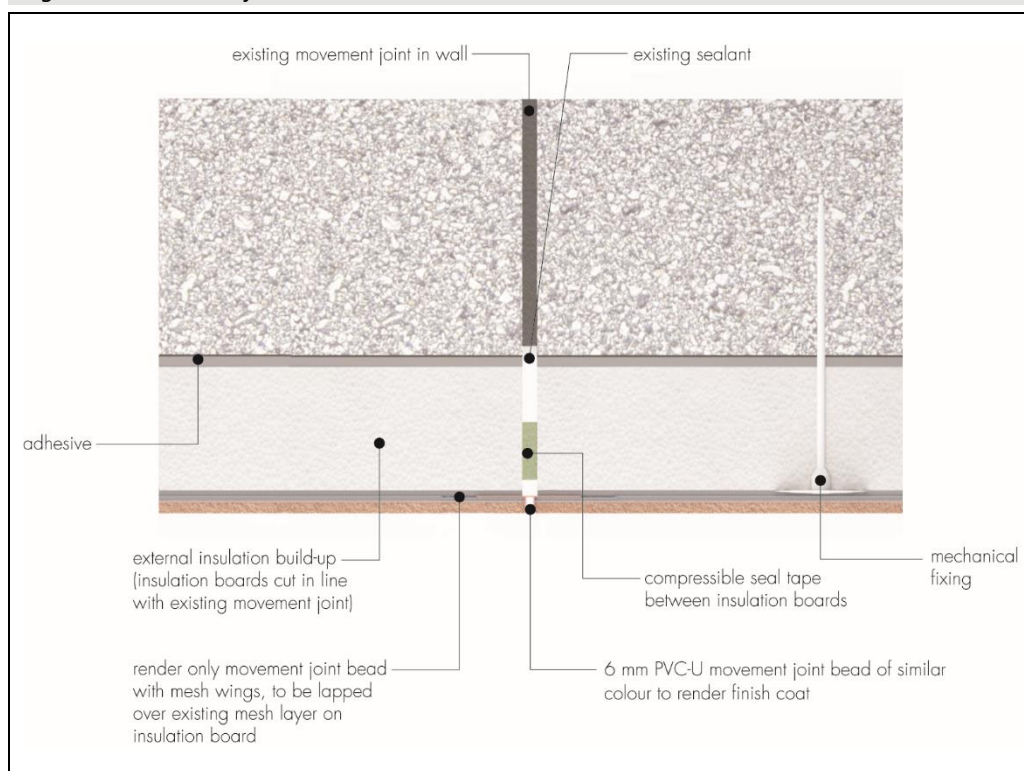 existing movement joint in wall
existing sealant
adhesive
external insulation build-up
(insulation boards cut in line
with existing movement joint)
compressible seal tape
between insulation boards
mechanical
fixing
render only movement joint bead
with mesh wings, to be lapped
over existing mesh layer on
insulation board
6 mm PVC-U movement joint bead of similar
colour to render finish coat